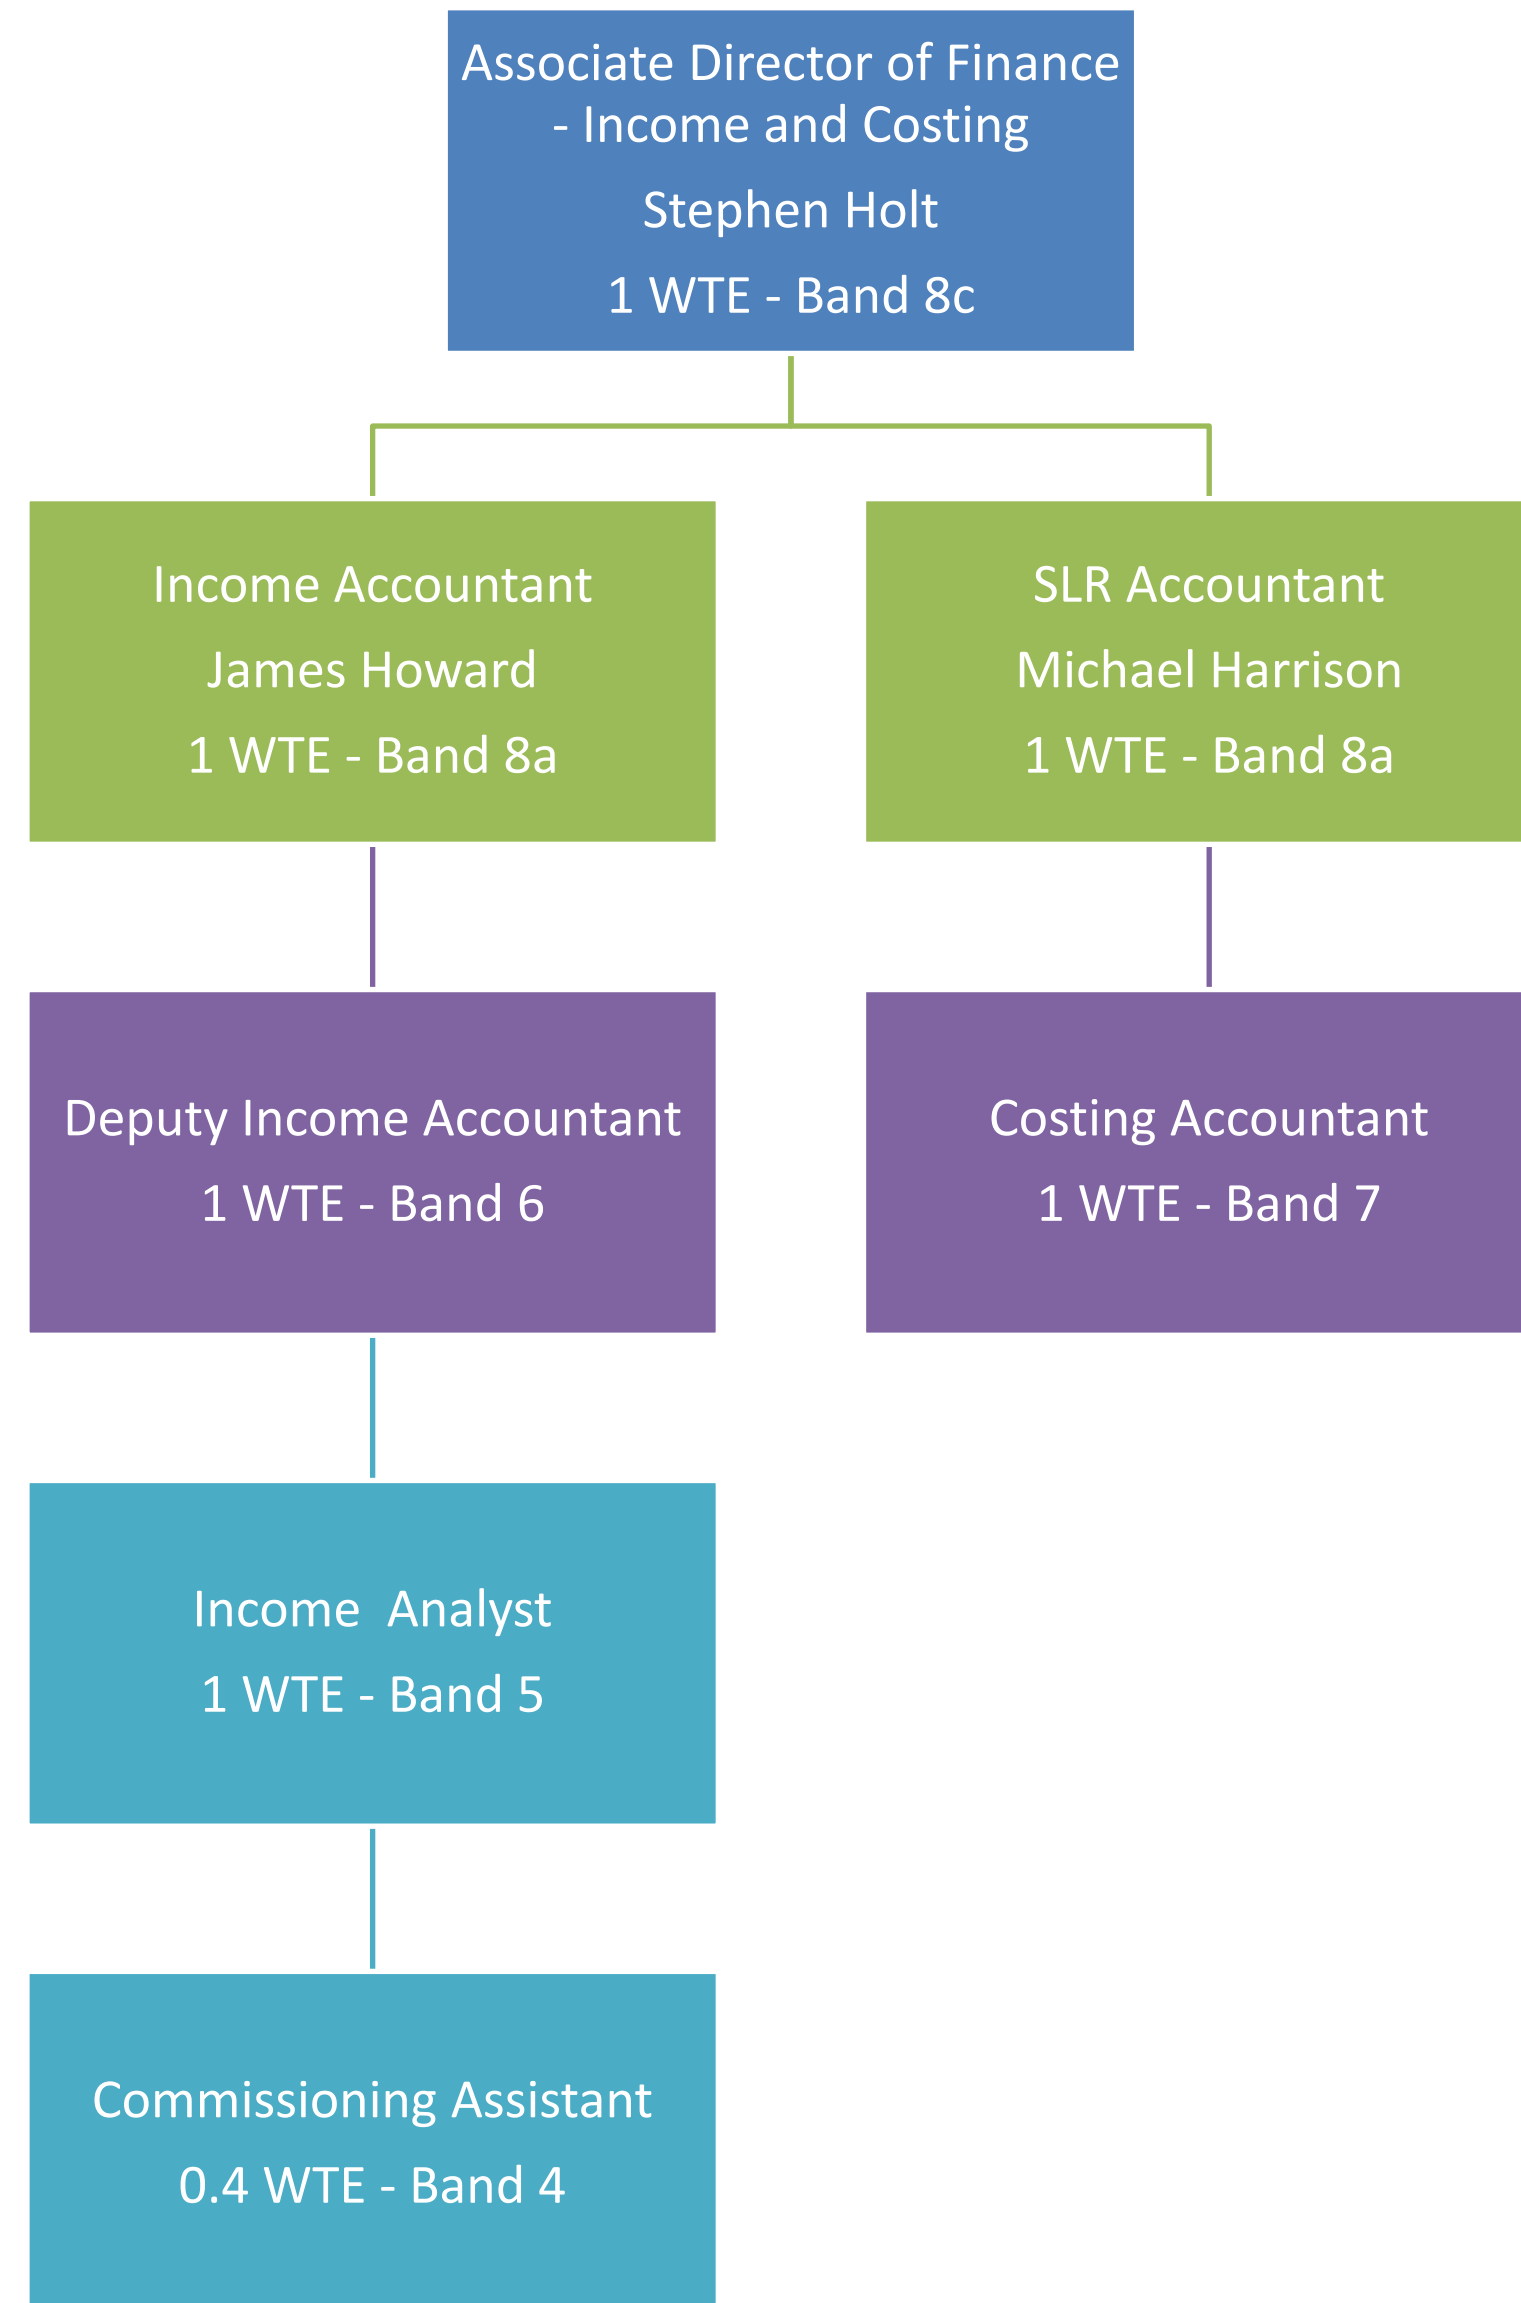 Associate Director of Finance
- Income and Costing
Stephen Holt
1 WTE - Band 8c
Income Accountant
James Howard
1 WTE - Band 8a
SLR Accountant
Michael Harrison
1 WTE - Band 8a
Deputy Income Accountant
1 WTE - Band 6
Costing Accountant
1 WTE - Band 7
Income  Analyst
1 WTE - Band 5
Commissioning Assistant
0.4 WTE - Band 4